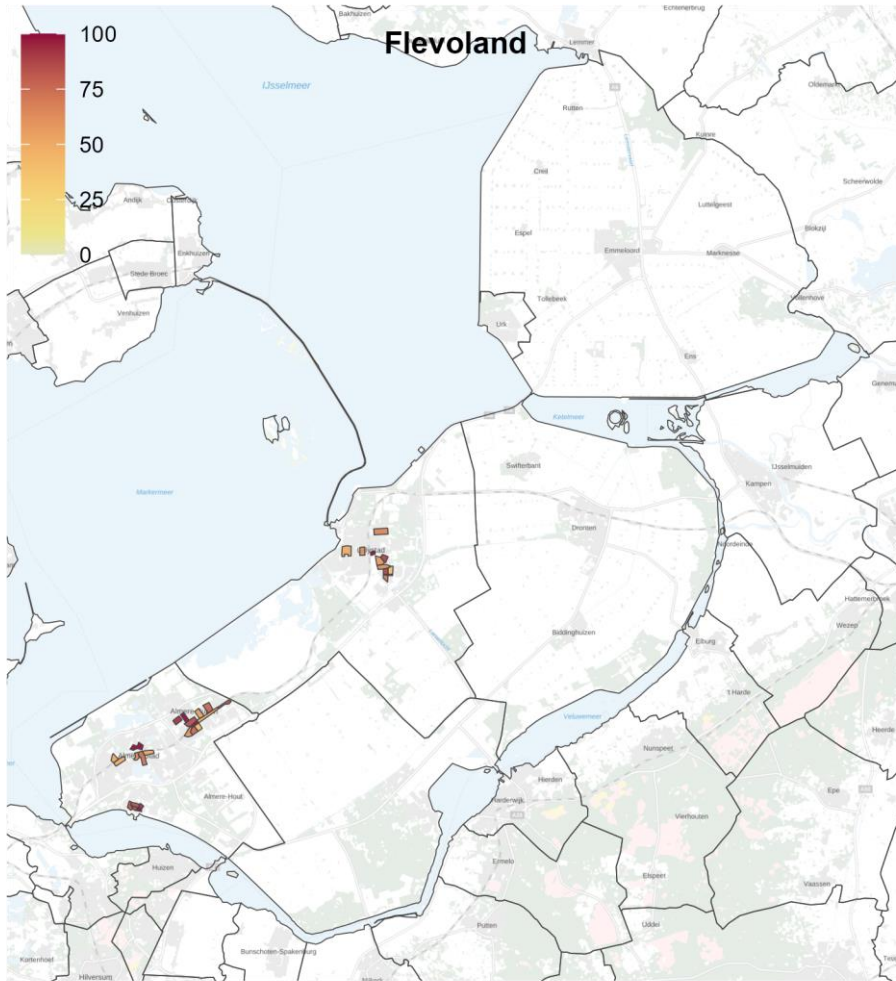 Flevoland
100
75
50
25
0
Bakhuizen
Lemmer
Echtenerbrug
Oldemarkt
IJsselmeer
Rutten
Kuinre
Creil
Scheerwolde
Andijk
Luttelgeest
Espel
Blokzijl
Enkhuizen
Emmeloord
Marknesse
Stede-Broec
Tollebeek
Vollenhove
Venhuizen
Urk
Ens
Ketelmeer
Swifterbant
IJsselmuiden
Kampen
Markermeer
Dronten
Noordeinde
Hattemerbroek
Wezep
Biddinghuizen
Elburg
't Harde
Veluwemeer
Heerde
Nunspeet
Almere-Hout
Hierden
Harderwijk
Epe
Vierhouten
Huizen
Ermelo
Elspeet
Vaassen
Putten
Uddel
Bunschoten-Spakenburg
Kortenhoef
Hilversum